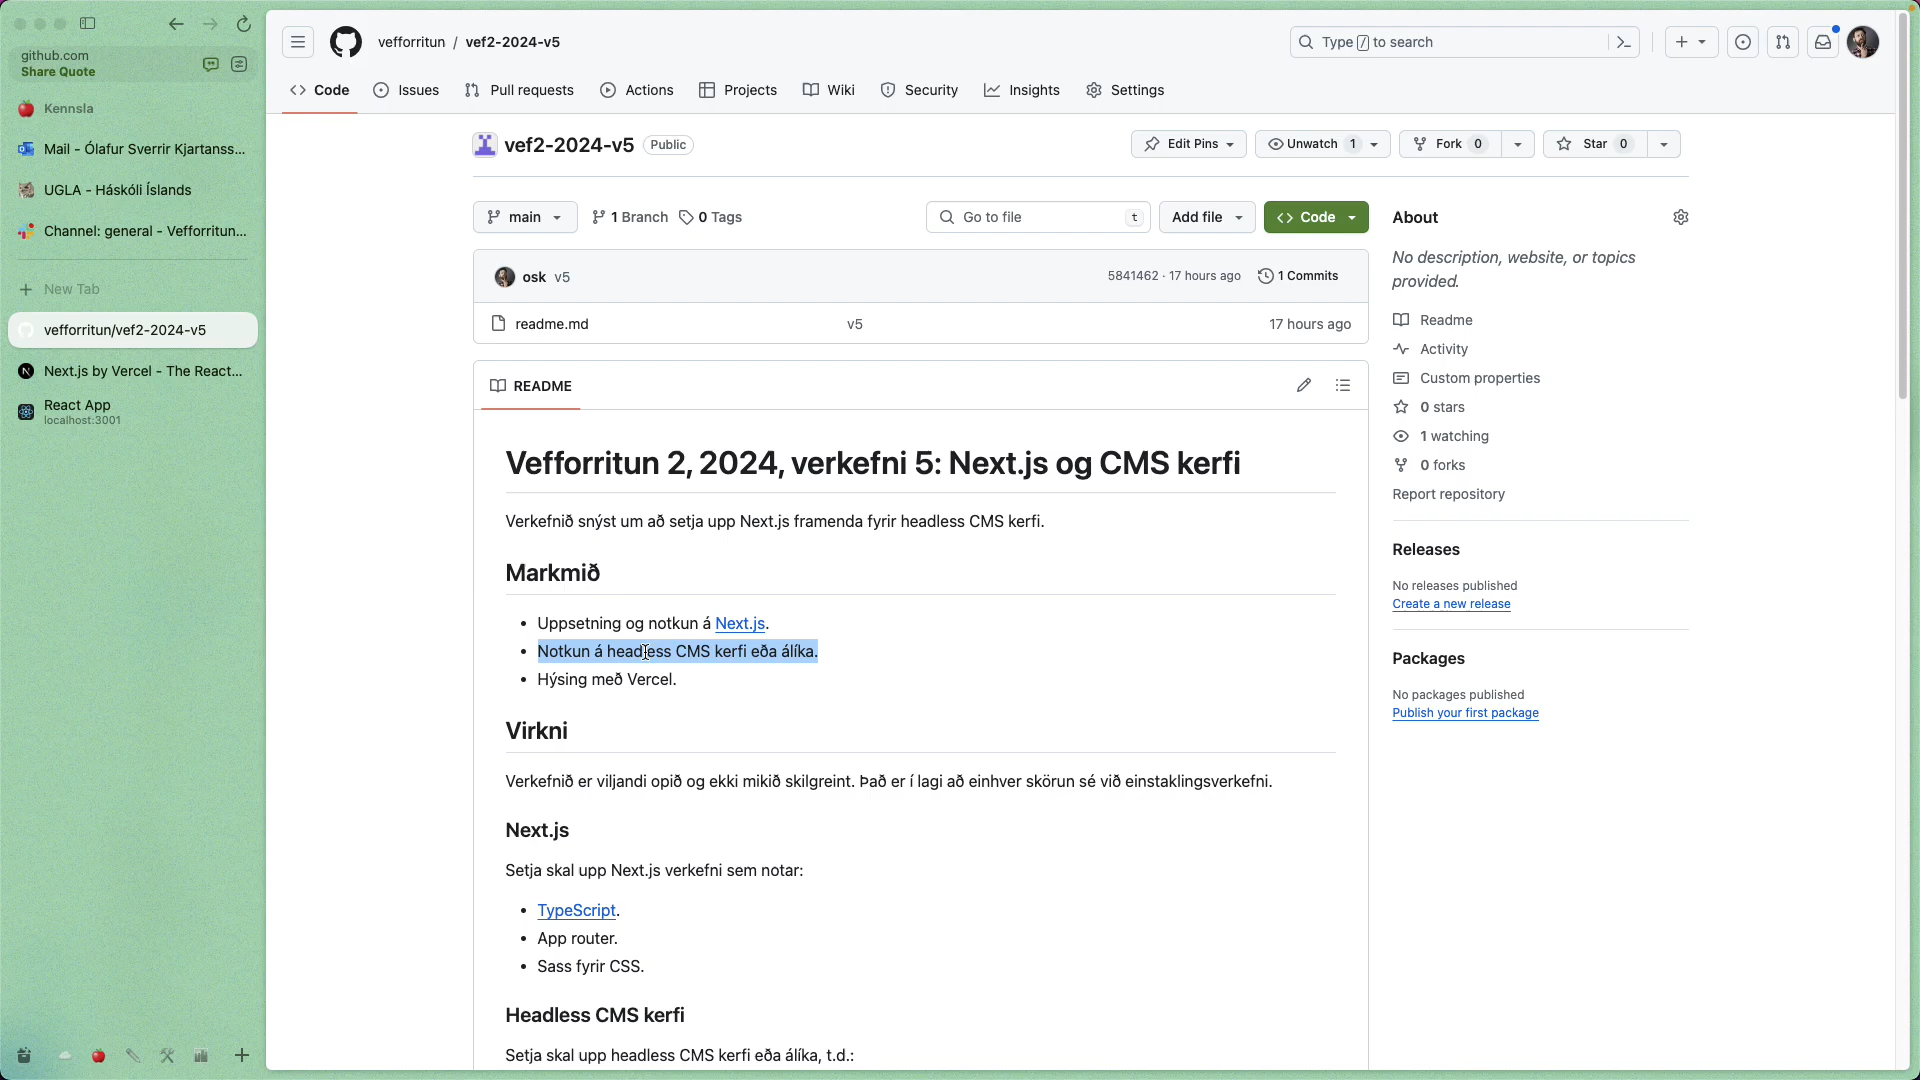 github.com
Share Quote
Kennsla
Mail - Ólafur Sverrir Kjartanss...
UGLA - Háskóli Íslands
Channel: general - Vefforritun...
New Tab
vefforritun/vef2-2024-v5
Next.js by Vercel - The React...
React App
localhost:3001
vefforritun / vef2-2024-v5
Type / to search
Code
Issues
Pull requests
Actions
Projects
Wiki
Security
Insights
Settings
vef2-2024-v5
Public
Edit Pins
Unwatch 1
Fork 0
Star 0
main
1 Branch
0 Tags
Go to file
t
Add file
Code
osk v5
5841462 · 17 hours ago
1 Commits
readme.md
v5
17 hours ago
README
Vefforritun 2, 2024, verkefni 5: Next.js og CMS kerfi
Verkefnið snýst um að setja upp Next.js framenda fyrir headless CMS kerfi.
Markmið
• Uppsetning og notkun á Next.js.
• Notkun á headless CMS kerfi eða álíka.
• Hýsing með Vercel.
Virkni
Verkefnið er viljandi opið og ekki mikið skilgreint. Það er í lagi að einhver skörun sé við einstaklingsverkefni.
Next.js
Setja skal upp Next.js verkefni sem notar:
• TypeScript.
• App router.
• Sass fyrir CSS.
Headless CMS kerfi
Setja skal upp headless CMS kerfi eða álíka, t.d.:
About
No description, website, or topics
provided.
Readme
Activity
Custom properties
0 stars
1 watching
0 forks
Report repository
Releases
No releases published
Create a new release
Packages
No packages published
Publish your first package